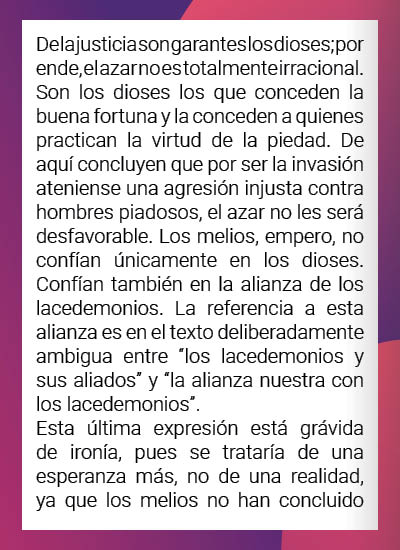 De la justicia son garantes los dioses; por
ende, el azar no es totalmente irracional.
Son los dioses los que conceden la
buena fortuna y la conceden a quienes
practican la virtud de la piedad. De
aquí concluyen que por ser la invasión
ateniense una agresión injusta contra
hombres piadosos, el azar no les será
desfavorable. Los melios, empero, no
confían únicamente en los dioses.
Confían también en la alianza de los
lacedemonios. La referencia a esta
alianza es en el texto deliberadamente
ambigua entre “los lacedemonios y
sus aliados” y “la alianza nuestra con
los lacedemonios”.
Esta última expresión está grávida
de ironía, pues se trataría de una
esperanza más, no de una realidad,
ya que los melios no han concluido